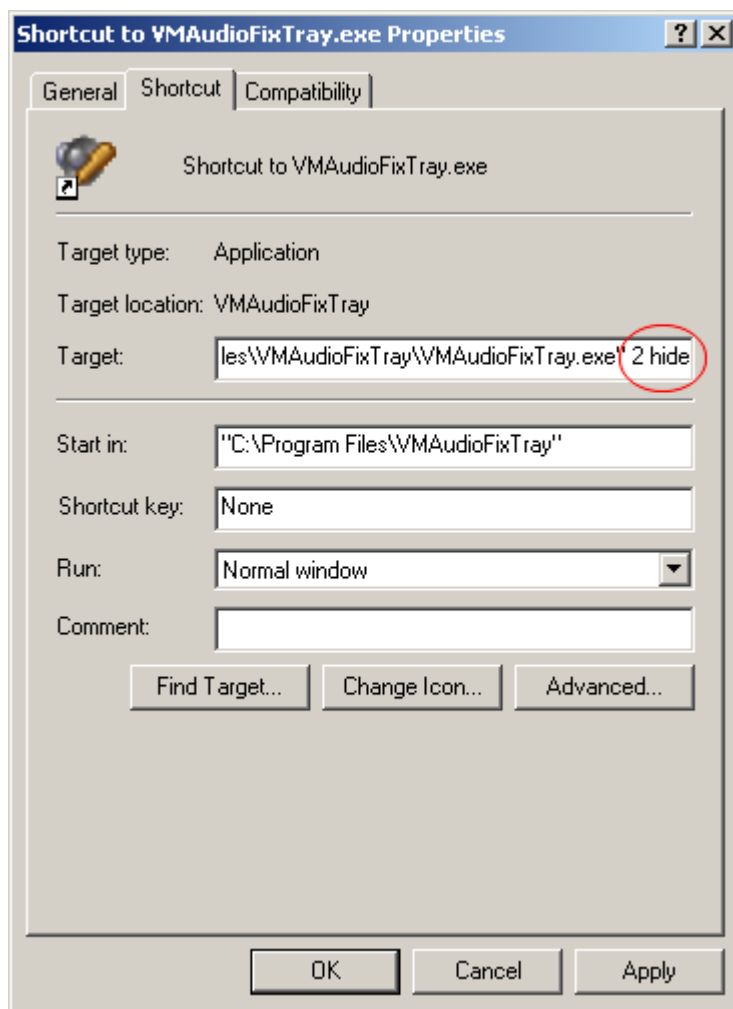 Shortcut to VMAudioFixTray.exe Properties
General Shortcut Compatibility
Shortcut to VMAudioFixTray.exe
Target type: Application
Target location: VMAudioFixTray
Target: les\VMAudioFixTray\VMAudioFixTray.exe" 2 hide
Start in: "C:\Program Files\VMAudioFixTray"
Shortcut key: None
Run: Normal window
Comment:
Find Target... Change Icon... Advanced...
OK Cancel Apply